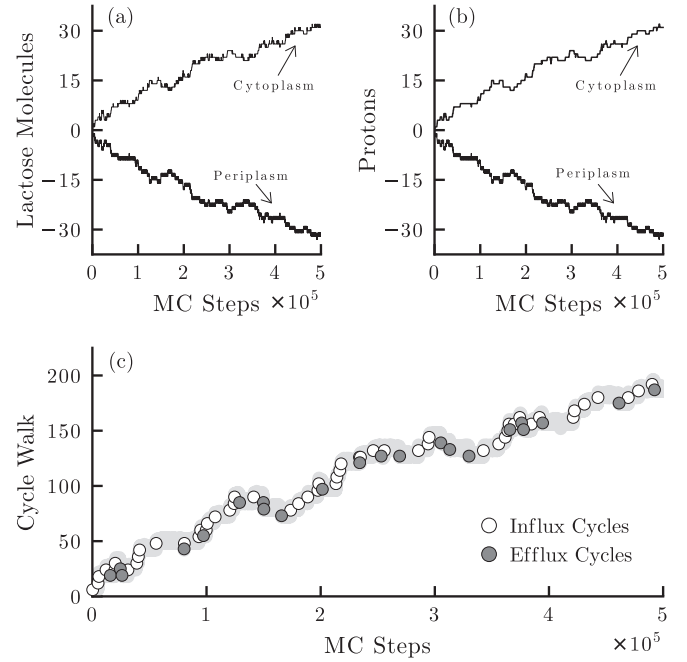 (a)
30
15
0
−15
−30
Lactose Molecules
Cytoplasm
Periplasm
0 1 2 3 4 5
MC Steps ×10^5
(b)
30
15
0
−15
−30
Protons
Cytoplasm
Periplasm
0 1 2 3 4 5
MC Steps ×10^5
(c)
200
150
100
50
0
Cycle Walk
Influx Cycles
Efflux Cycles
0 1 2 3 4 5
MC Steps ×10^5